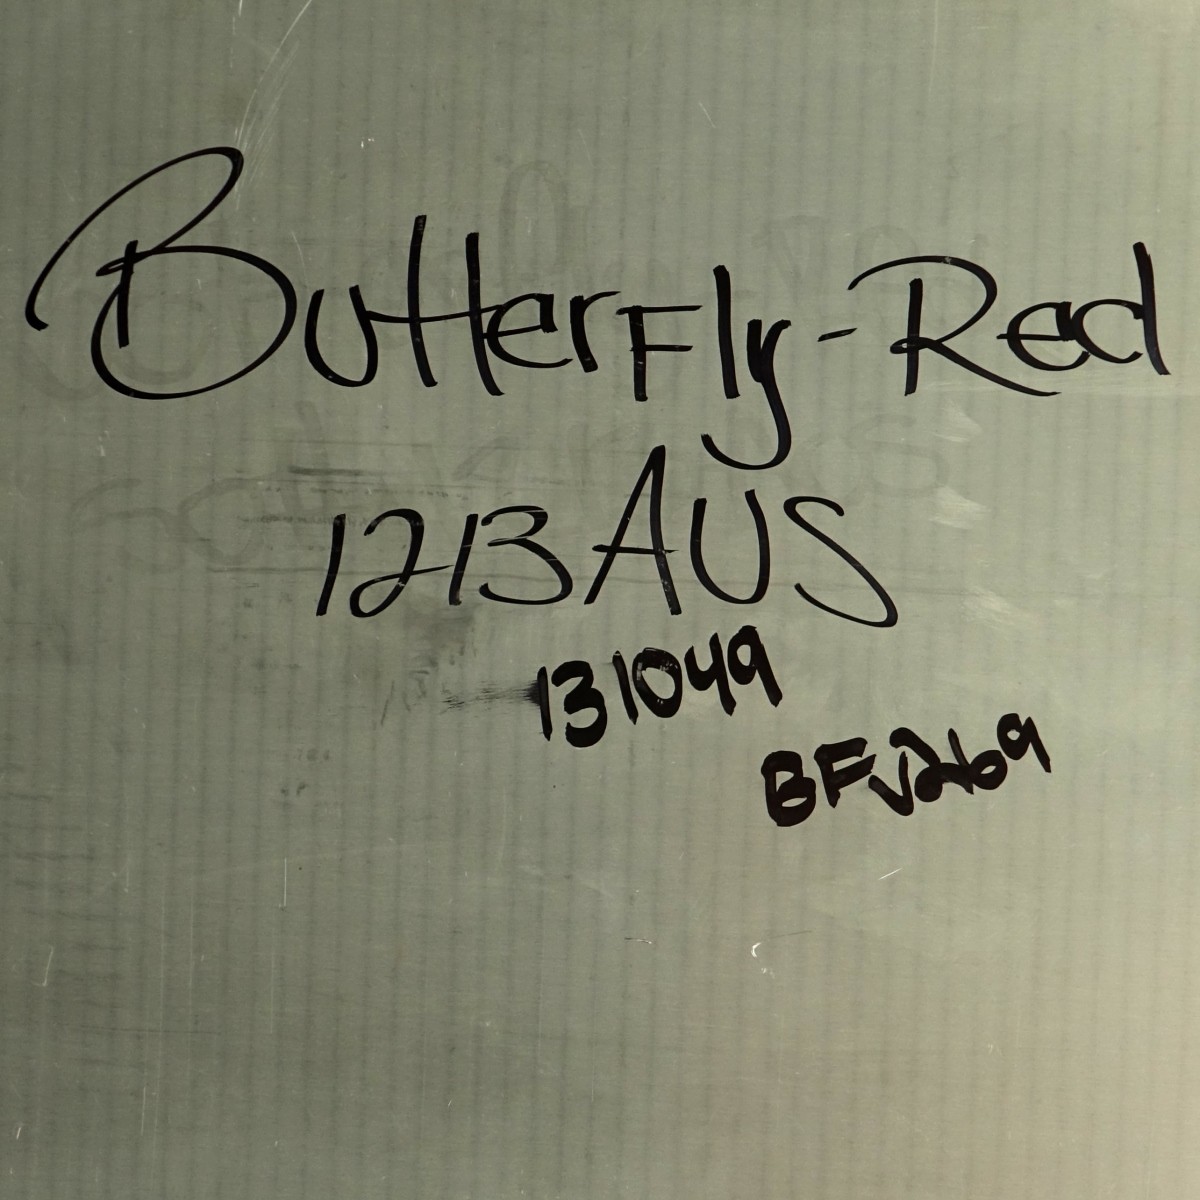 ButterFly-Red
1213AUS
131049
BFV269